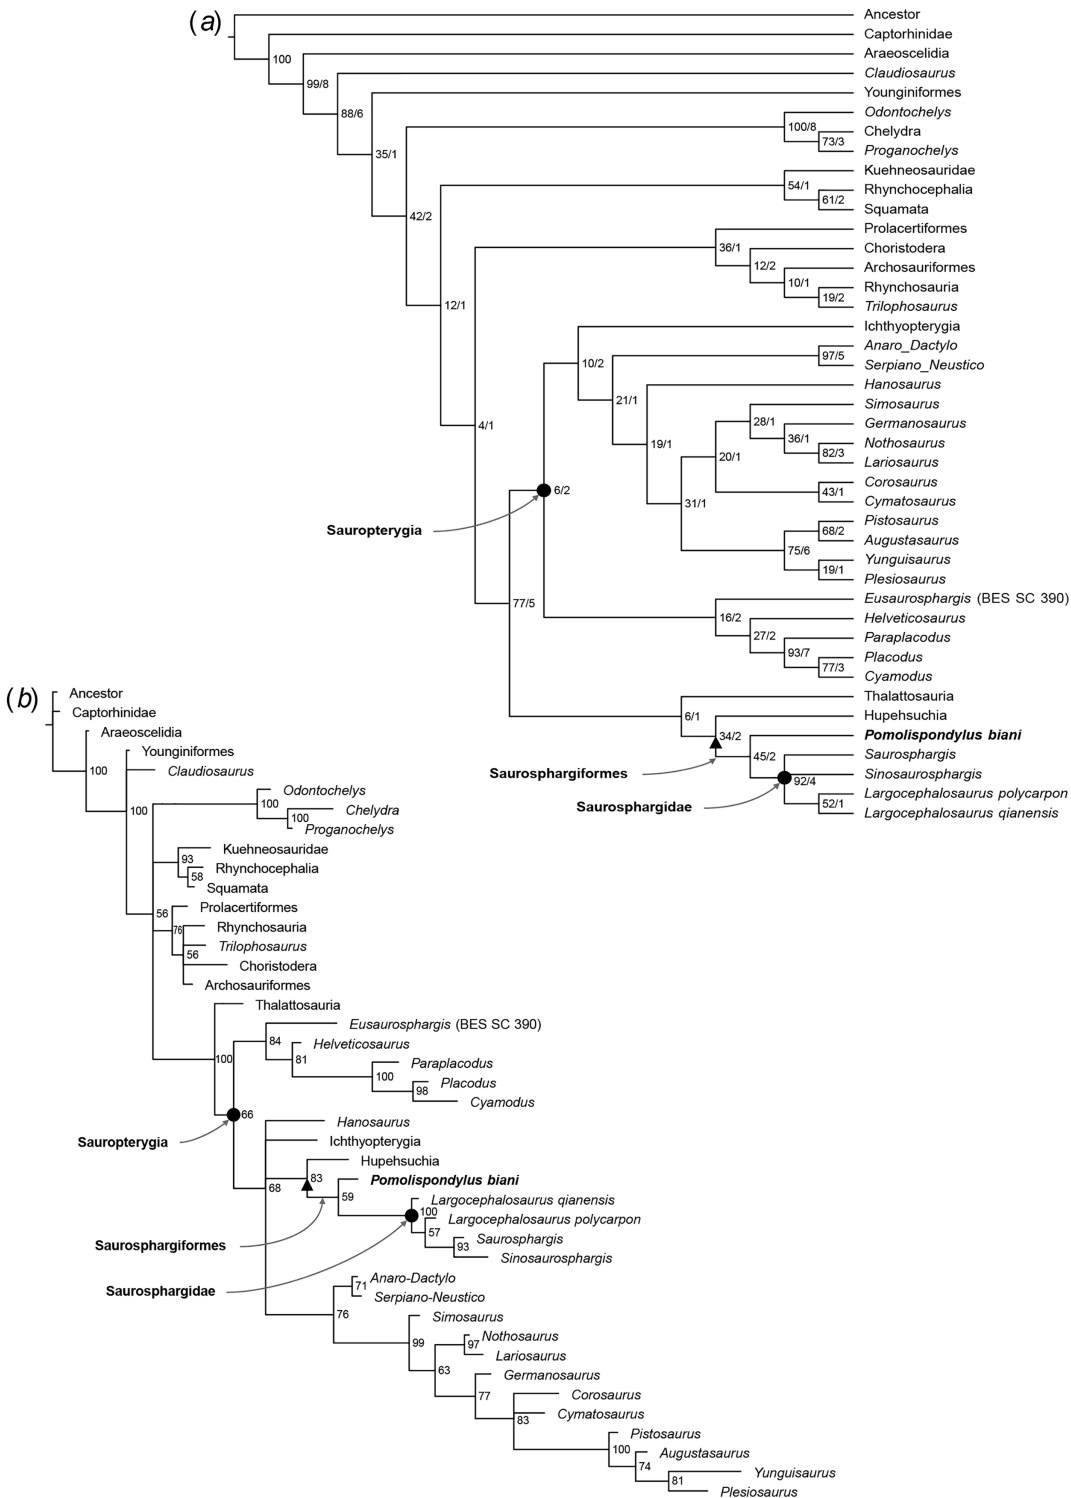 (a)
Ancestor
Captorhinidae
100
Araeoscelidia
99/8
Claudiosaurus
88/6
Younginiformes
35/1
Odontochelys
100/8
Chelydra
73/3
Proganochelys
42/2
Kuehneosauridae
54/1
Rhynchocephalia
61/2
Squamata
12/1
Prolacertiformes
36/1
Choristodera
12/2
Archosauriformes
10/1
Rhynchosauria
19/2
Trilophosaurus
4/1
Ichthyopterygia
10/2
Anaro_Dactylo
97/5
Serpiano_Neustico
21/1
Hanosaurus
19/1
Simosaurus
28/1
Germanosaurus
36/1
Nothosaurus
82/3
Lariosaurus
20/1
Corosaurus
43/1
Cymatosaurus
31/1
Pistosaurus
68/2
Augustasaurus
75/6
Yunguisaurus
19/1
Plesiosaurus
6/2
Sauropterygia
77/5
Eusaurosphargis (BES SC 390)
16/2
Helveticosaurus
27/2
Paraplacodus
93/7
Placodus
77/3
Cyamodus
Thalattosauria
6/1
Hupehsuchia
34/2
Pomolispondylus biani
45/2
Saurosphargis
Sinosaurosphargis
92/4
Largocephalosaurus polycarpon
52/1
Largocephalosaurus qianensis
Saurosphargiformes
Saurosphargidae
(b)
Ancestor
Captorhinidae
Araeoscelidia
100
Younginiformes
Claudiosaurus
100
Odontochelys
100
Chelydra
100
Proganochelys
Kuehneosauridae
93
Rhynchocephalia
58
Squamata
56
Prolacertiformes
76
Rhynchosauria
Trilophosaurus
56
Choristodera
Archosauriformes
Thalattosauria
100
Eusaurosphargis (BES SC 390)
84
Helveticosaurus
81
Paraplacodus
100
Placodus
98
Cyamodus
66
Sauropterygia
Hanosaurus
Ichthyopterygia
68
Hupehsuchia
83
Pomolispondylus biani
59
Largocephalosaurus qianensis
100
Largocephalosaurus polycarpon
57
Saurosphargis
93
Sinosaurosphargis
Saurosphargiformes
Saurosphargidae
Anaro-Dactylo
71
Serpiano-Neustico
76
Simosaurus
99
Nothosaurus
97
Lariosaurus
63
Germanosaurus
77
Corosaurus
Cymatosaurus
83
Pistosaurus
100
Augustasaurus
74
Yunguisaurus
81
Plesiosaurus